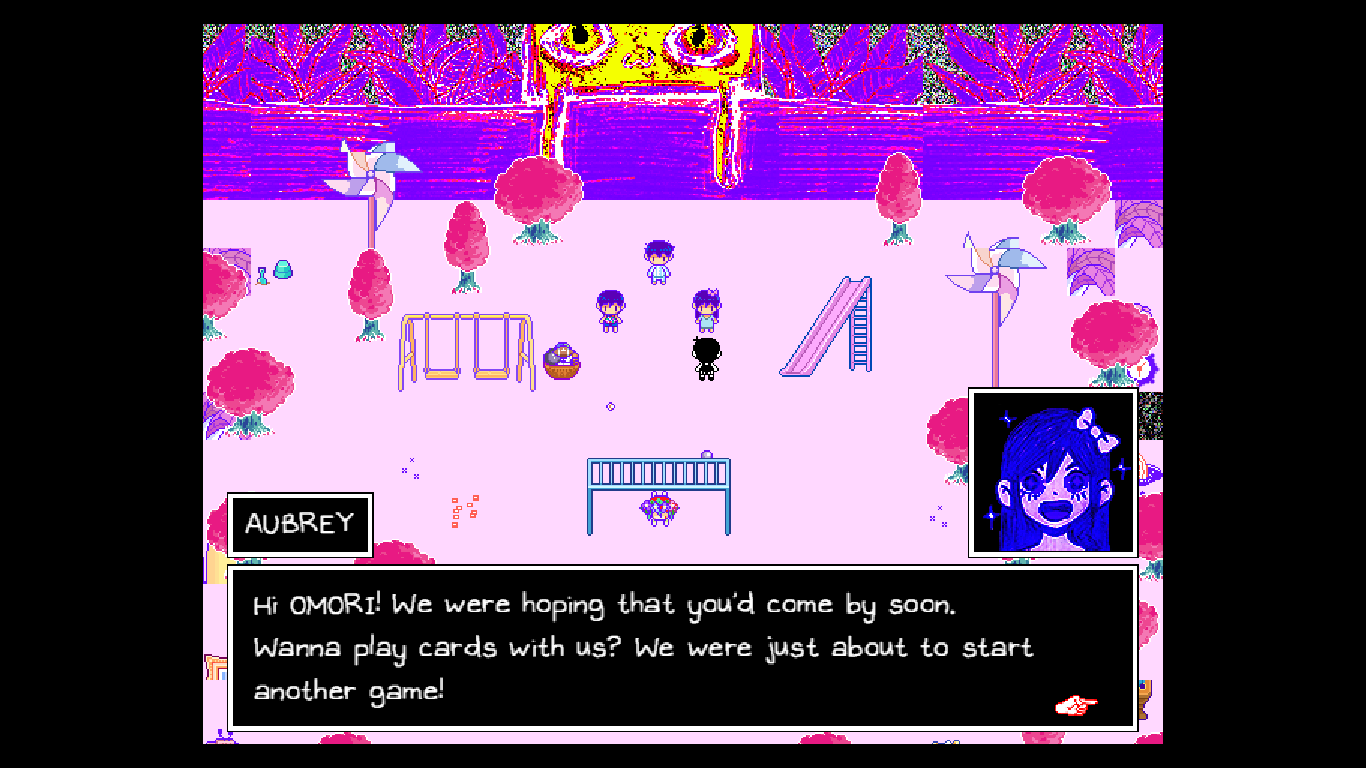 AUBREY
Hi OMORI! We were hoping that you'd come by soon.
Wanna play cards with us? We were just about to start
another game!